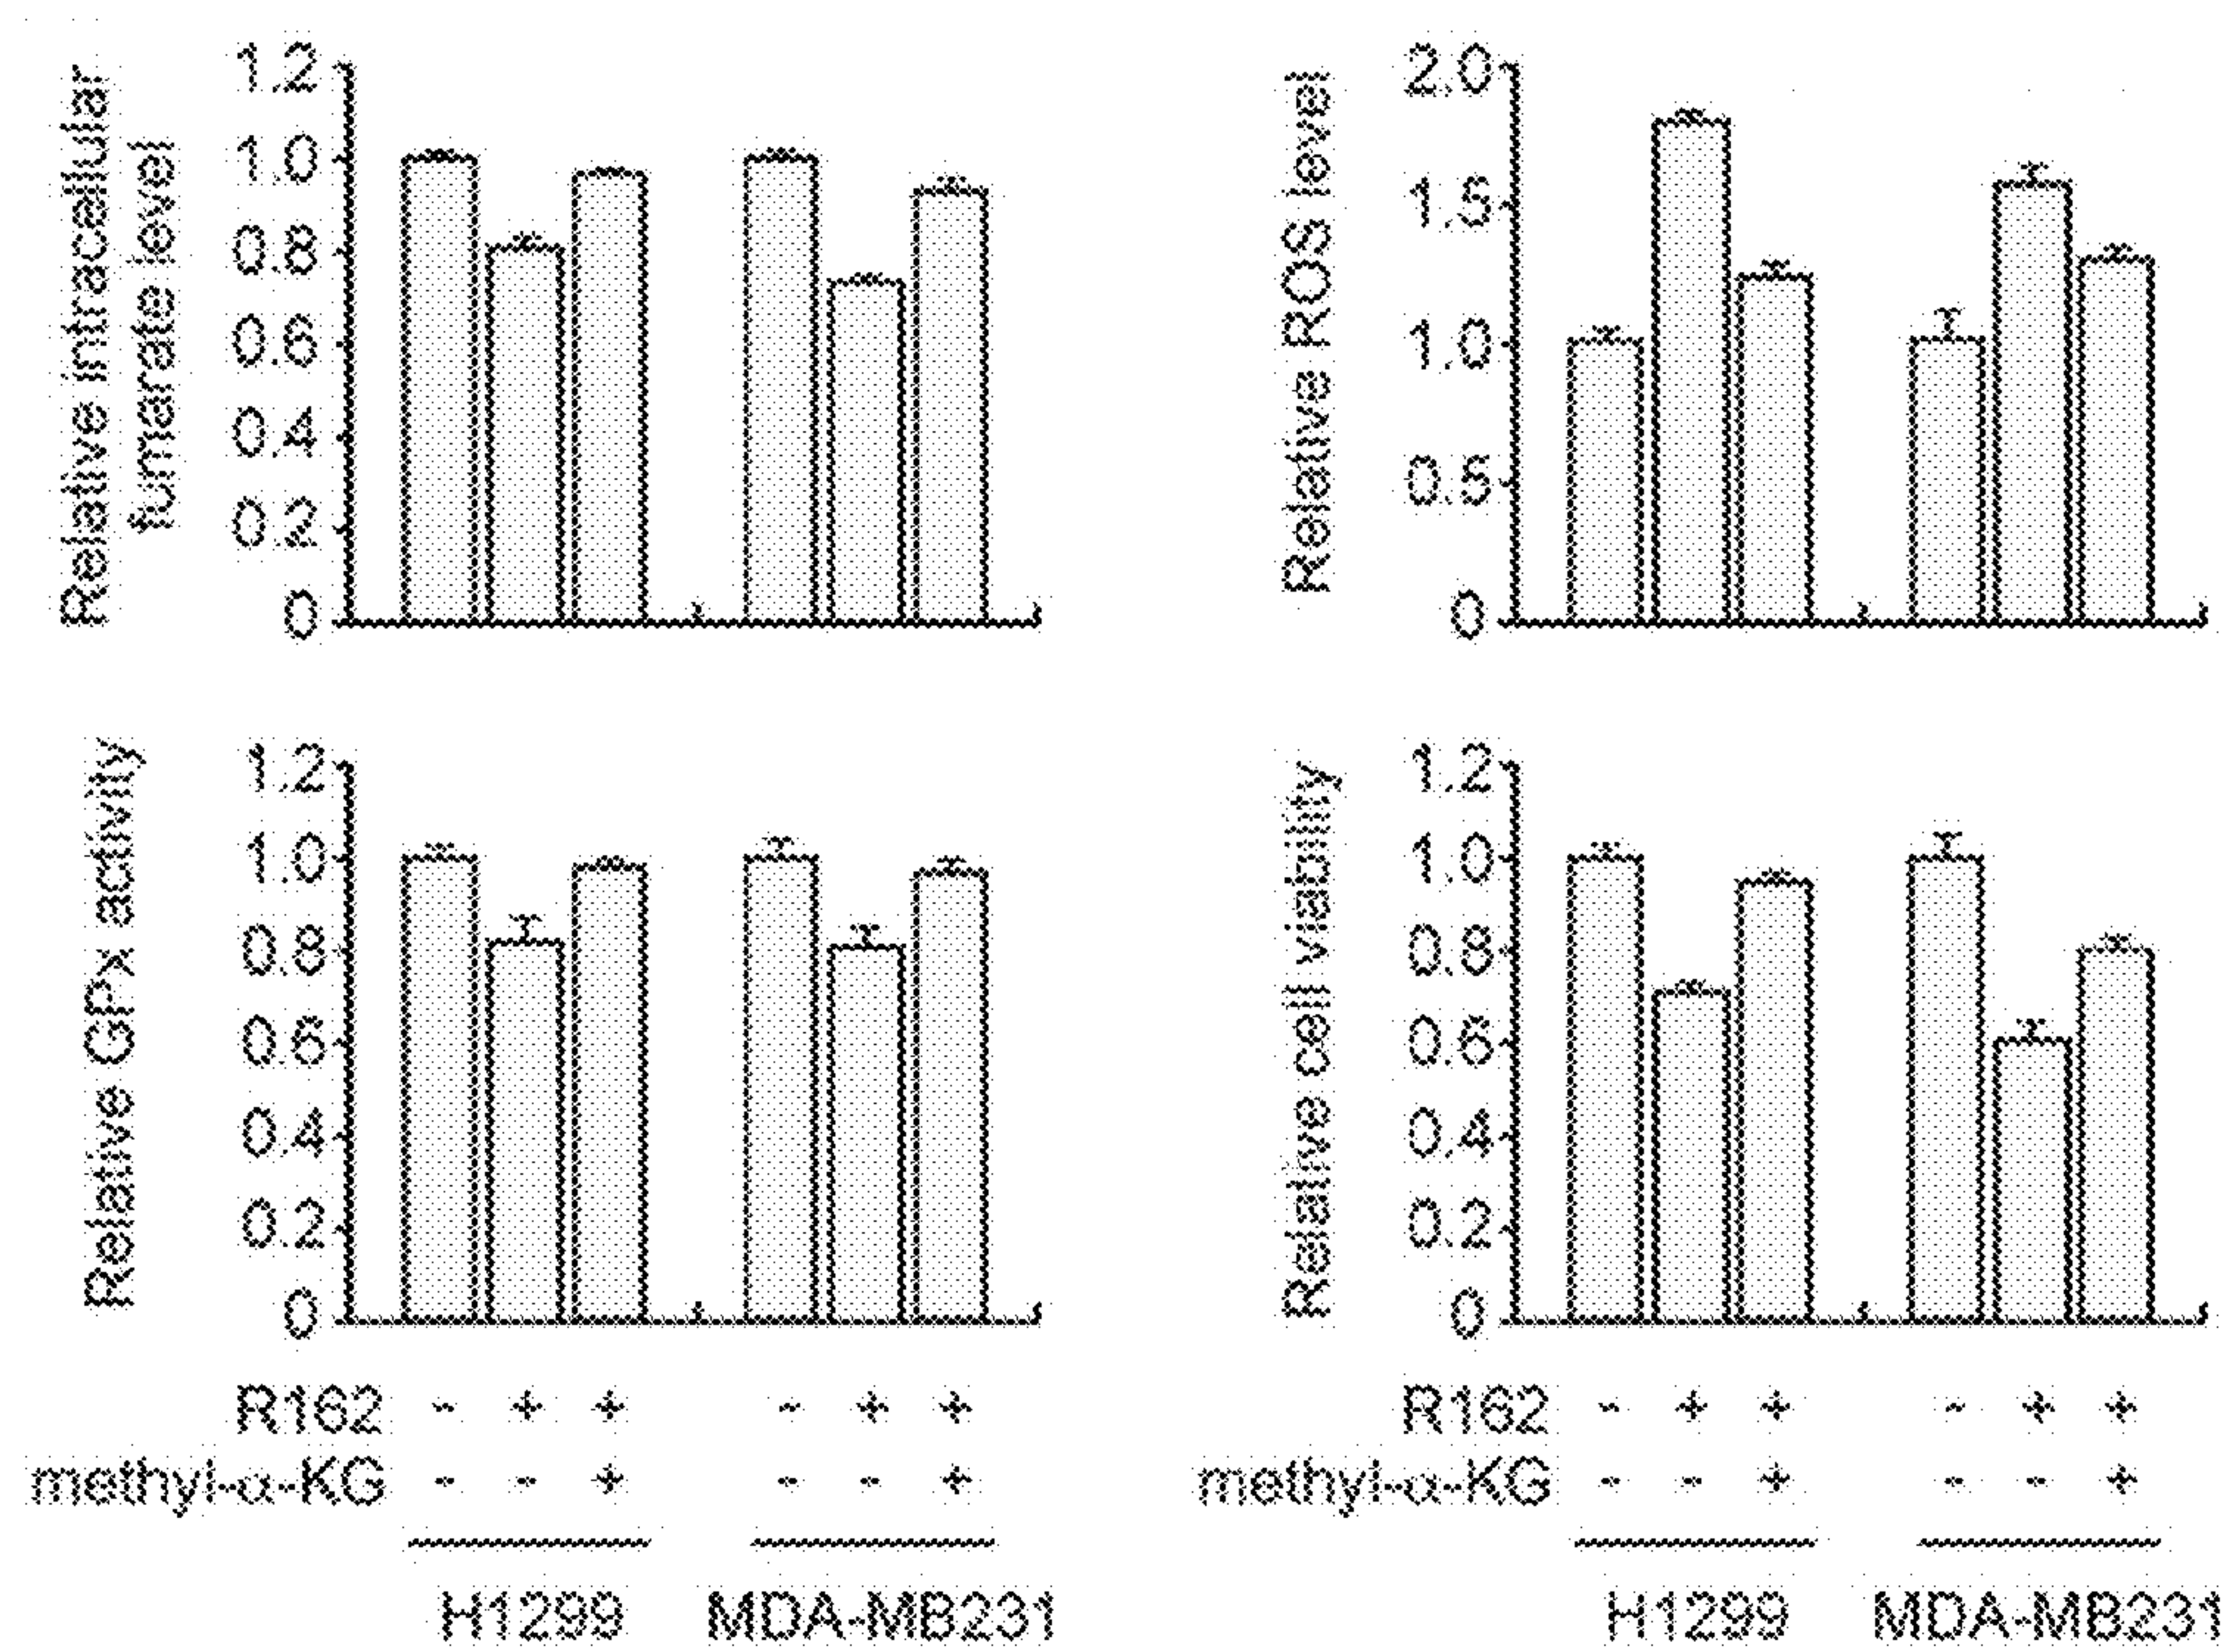 Relative intracellular
fumarate level
1.2
1.0
0.8
0.6
0.4
0.2
0
Relative ROS level
2.0
1.5
1.0
0.5
0
Relative GPx activity
1.2
1.0
0.8
0.6
0.4
0.2
0
Relative cell viability
1.2
1.0
0.8
0.6
0.4
0.2
0
R162 - + + - + +
methyl-α-KG - - + - - +
H1299 MDA-MB231
R162 - + + - + +
methyl-α-KG - - + - - +
H1299 MDA-MB231